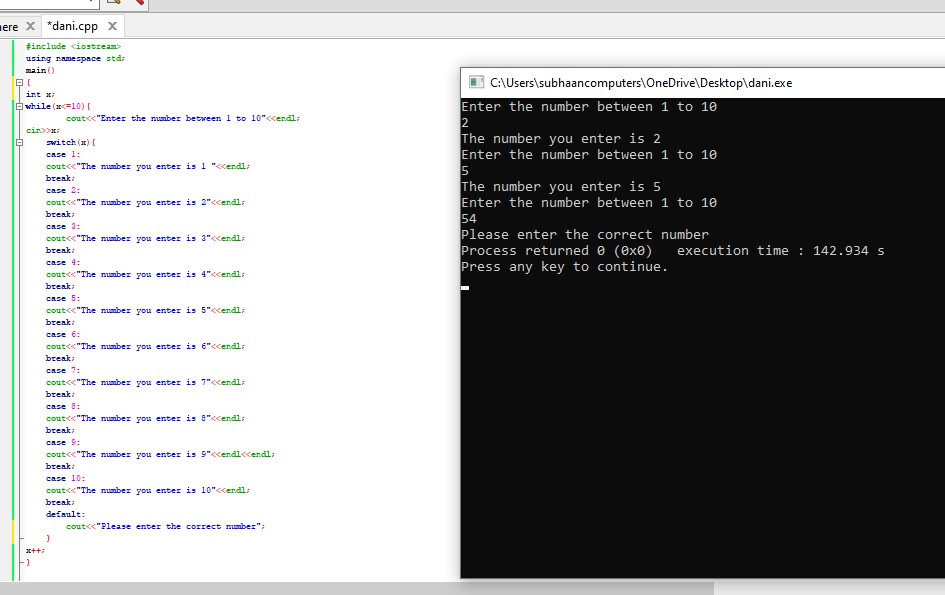 here X *dani.cpp X
#include <iostream>
using namespace std;
main()
{
int x;
while(x<=10){
cout<<"Enter the number between 1 to 10"<<endl;
cin>>x;
switch(x){
case 1:
cout<<"The number you enter is 1 "<<endl;
break;
case 2:
cout<<"The number you enter is 2"<<endl;
break;
case 3:
cout<<"The number you enter is 3"<<endl;
break;
case 4:
cout<<"The number you enter is 4"<<endl;
break;
case 5:
cout<<"The number you enter is 5"<<endl;
break;
case 6:
cout<<"The number you enter is 6"<<endl;
break;
case 7:
cout<<"The number you enter is 7"<<endl;
break;
case 8:
cout<<"The number you enter is 8"<<endl;
break;
case 9:
cout<<"The number you enter is 9"<<endl<<endl;
break;
case 10:
cout<<"The number you enter is 10"<<endl;
break;
default:
cout<<"Please enter the correct number";
}
x++;
}
C:\Users\subhaancomputers\OneDrive\Desktop\dani.exe
Enter the number between 1 to 10
2
The number you enter is 2
Enter the number between 1 to 10
5
The number you enter is 5
Enter the number between 1 to 10
54
Please enter the correct number
Process returned 0 (0x0)   execution time : 142.934 s
Press any key to continue.